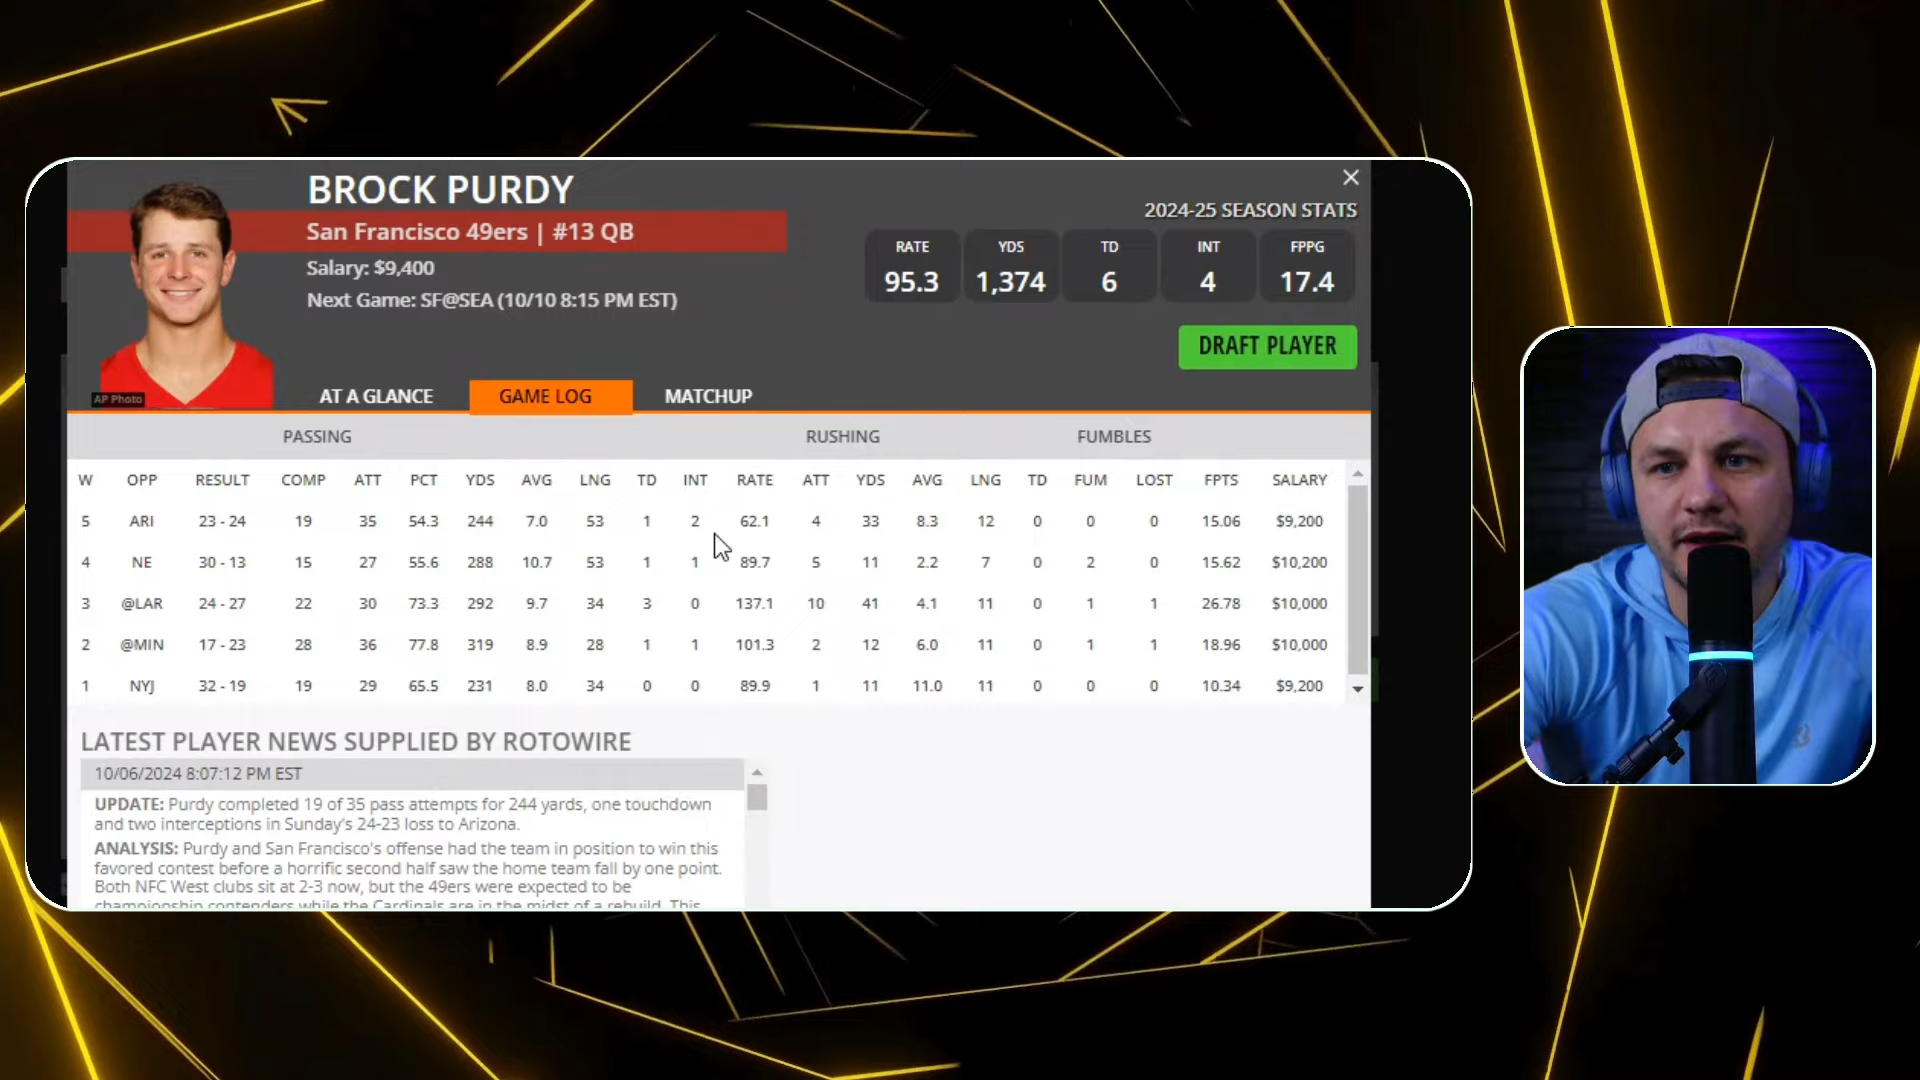 BROCK PURDY
San Francisco 49ers | #13 QB
Salary: $9,400
Next Game: SF@SEA (10/10 8:15 PM EST)
2024-25 SEASON STATS
RATE YDS TD INT FPPG
95.3 1,374 6 4 17.4
DRAFT PLAYER
AP Photo
AT A GLANCE GAME LOG MATCHUP
PASSING RUSHING FUMBLES
W OPP RESULT COMP ATT PCT YDS AVG LNG TD INT RATE ATT YDS AVG LNG TD FUM LOST FPTS SALARY
5 ARI 23 - 24 19 35 54.3 244 7.0 53 1 2 62.1 4 33 8.3 12 0 0 0 15.06 $9,200
4 NE 30 - 13 15 27 55.6 288 10.7 53 1 1 89.7 5 11 2.2 7 0 2 0 15.62 $10,200
3 @LAR 24 - 27 22 30 73.3 292 9.7 34 3 0 137.1 10 41 4.1 11 0 1 1 26.78 $10,000
2 @MIN 17 - 23 28 36 77.8 319 8.9 28 1 1 101.3 2 12 6.0 11 0 1 1 18.96 $10,000
1 NYJ 32 - 19 19 29 65.5 231 8.0 34 0 0 89.9 1 11 11.0 11 0 0 0 10.34 $9,200
LATEST PLAYER NEWS SUPPLIED BY ROTOWIRE
10/06/2024 8:07:12 PM EST
UPDATE: Purdy completed 19 of 35 pass attempts for 244 yards, one touchdown
and two interceptions in Sunday's 24-23 loss to Arizona.
ANALYSIS: Purdy and San Francisco's offense had the team in position to win this
favored contest before a horrific second half saw the home team fall by one point.
Both NFC West clubs sit at 2-3 now, but the 49ers were expected to be
championship contenders while the Cardinals are in the midst of a rebuild. This